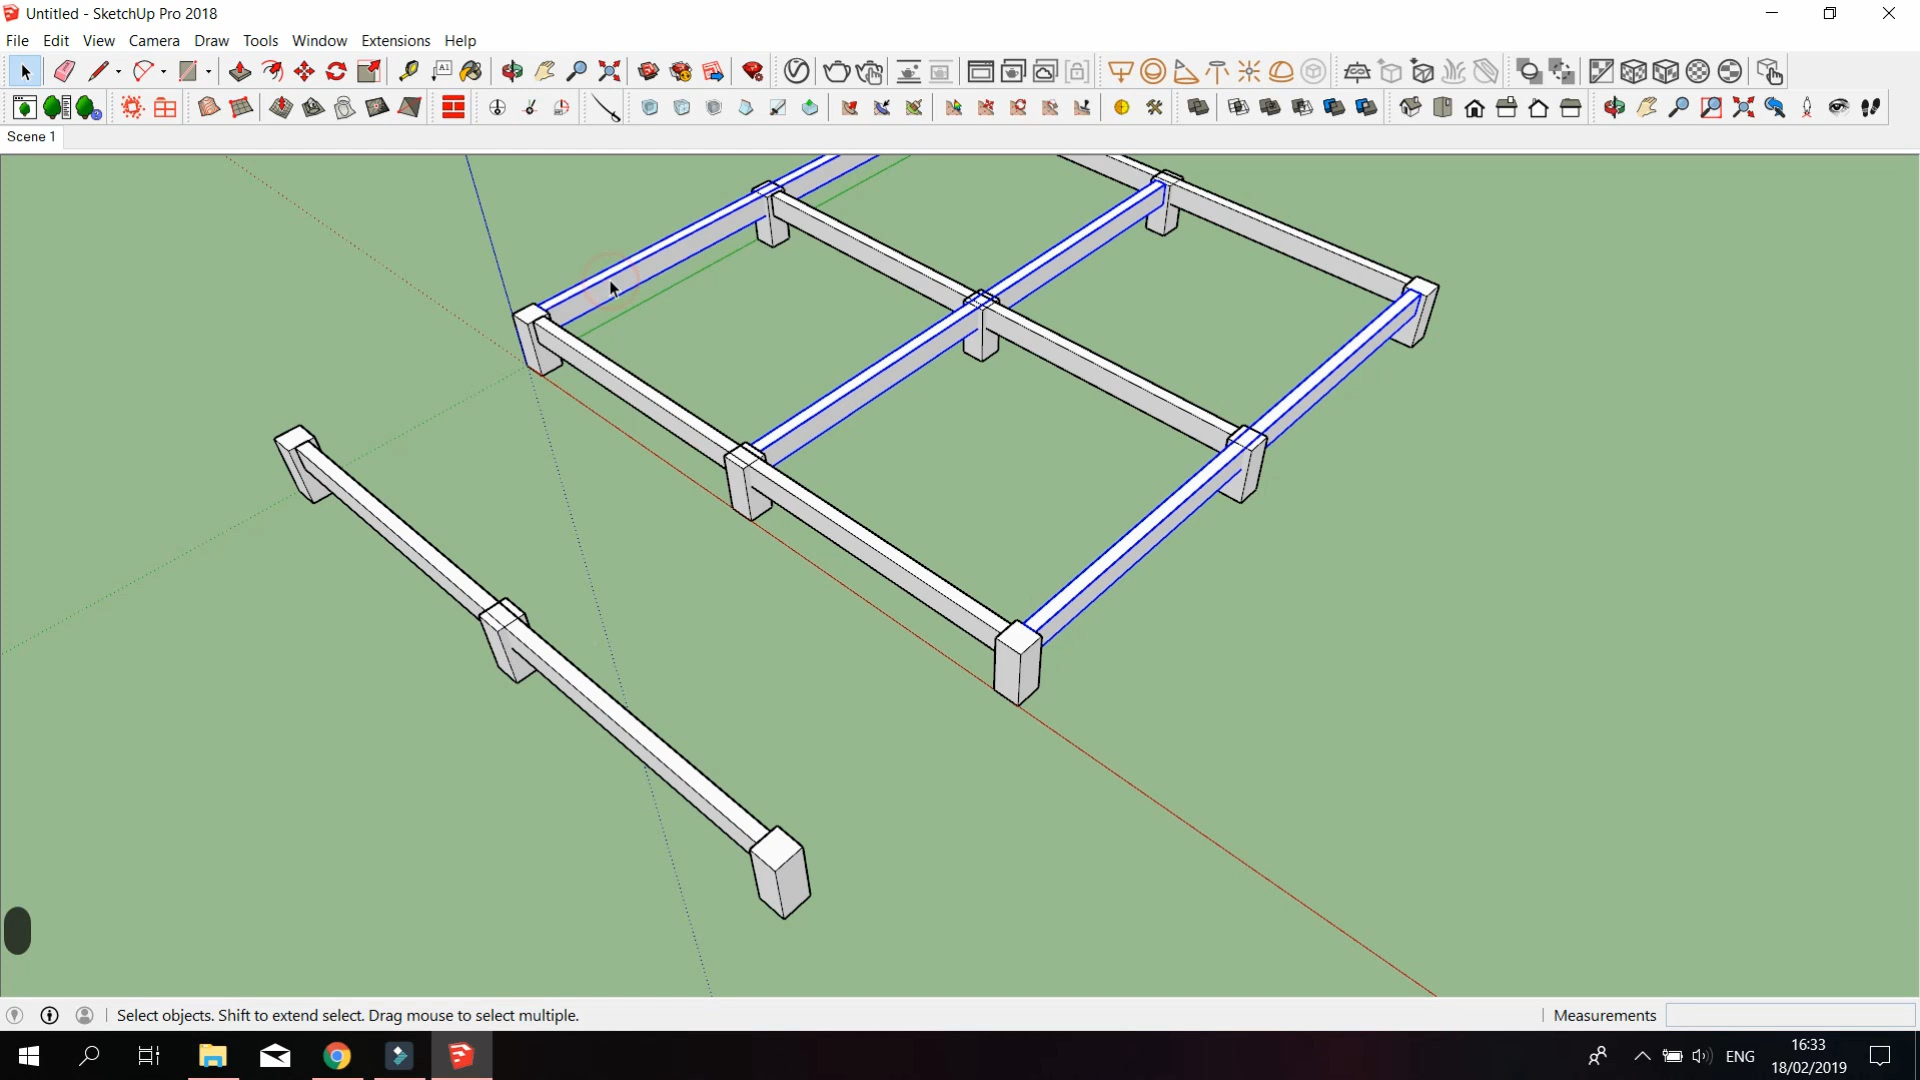 Untitled - SketchUp Pro 2018
File Edit View Camera Draw Tools Window Extensions Help
A1
Scene 1
Select objects. Shift to extend select. Drag mouse to select multiple.
Measurements
ENG
16:33
18/02/2019